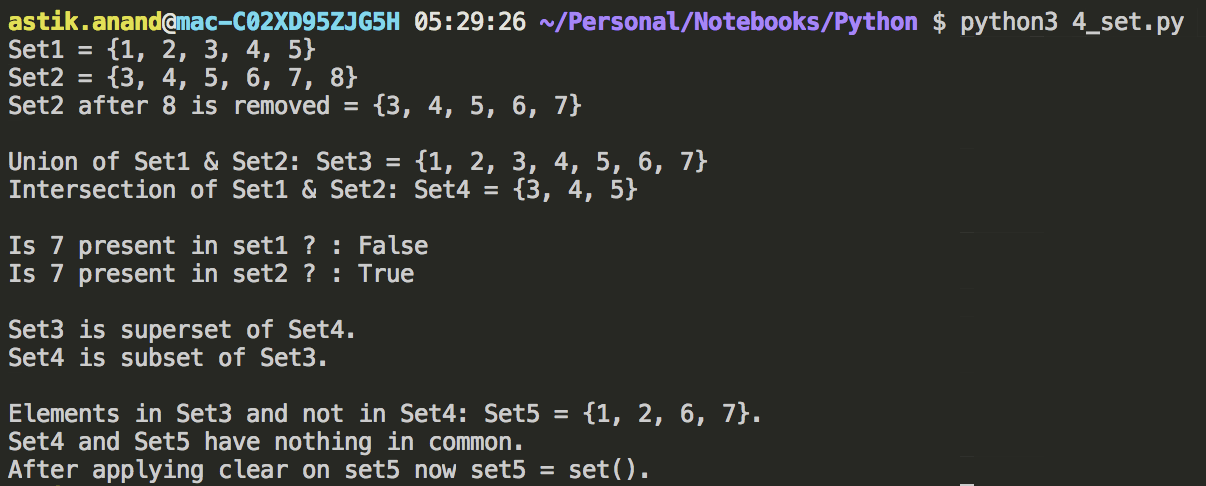 astik.anand@mac-C02XD95ZJG5H 05:29:26 ~/Personal/Notebooks/Python $ python3 4_set.py
Set1 = {1, 2, 3, 4, 5}
Set2 = {3, 4, 5, 6, 7, 8}
Set2 after 8 is removed = {3, 4, 5, 6, 7}
Union of Set1 & Set2: Set3 = {1, 2, 3, 4, 5, 6, 7}
Intersection of Set1 & Set2: Set4 = {3, 4, 5}
Is 7 present in set1 ? : False
Is 7 present in set2 ? : True
Set3 is superset of Set4.
Set4 is subset of Set3.
Elements in Set3 and not in Set4: Set5 = {1, 2, 6, 7}.
Set4 and Set5 have nothing in common.
After applying clear on set5 now set5 = set().